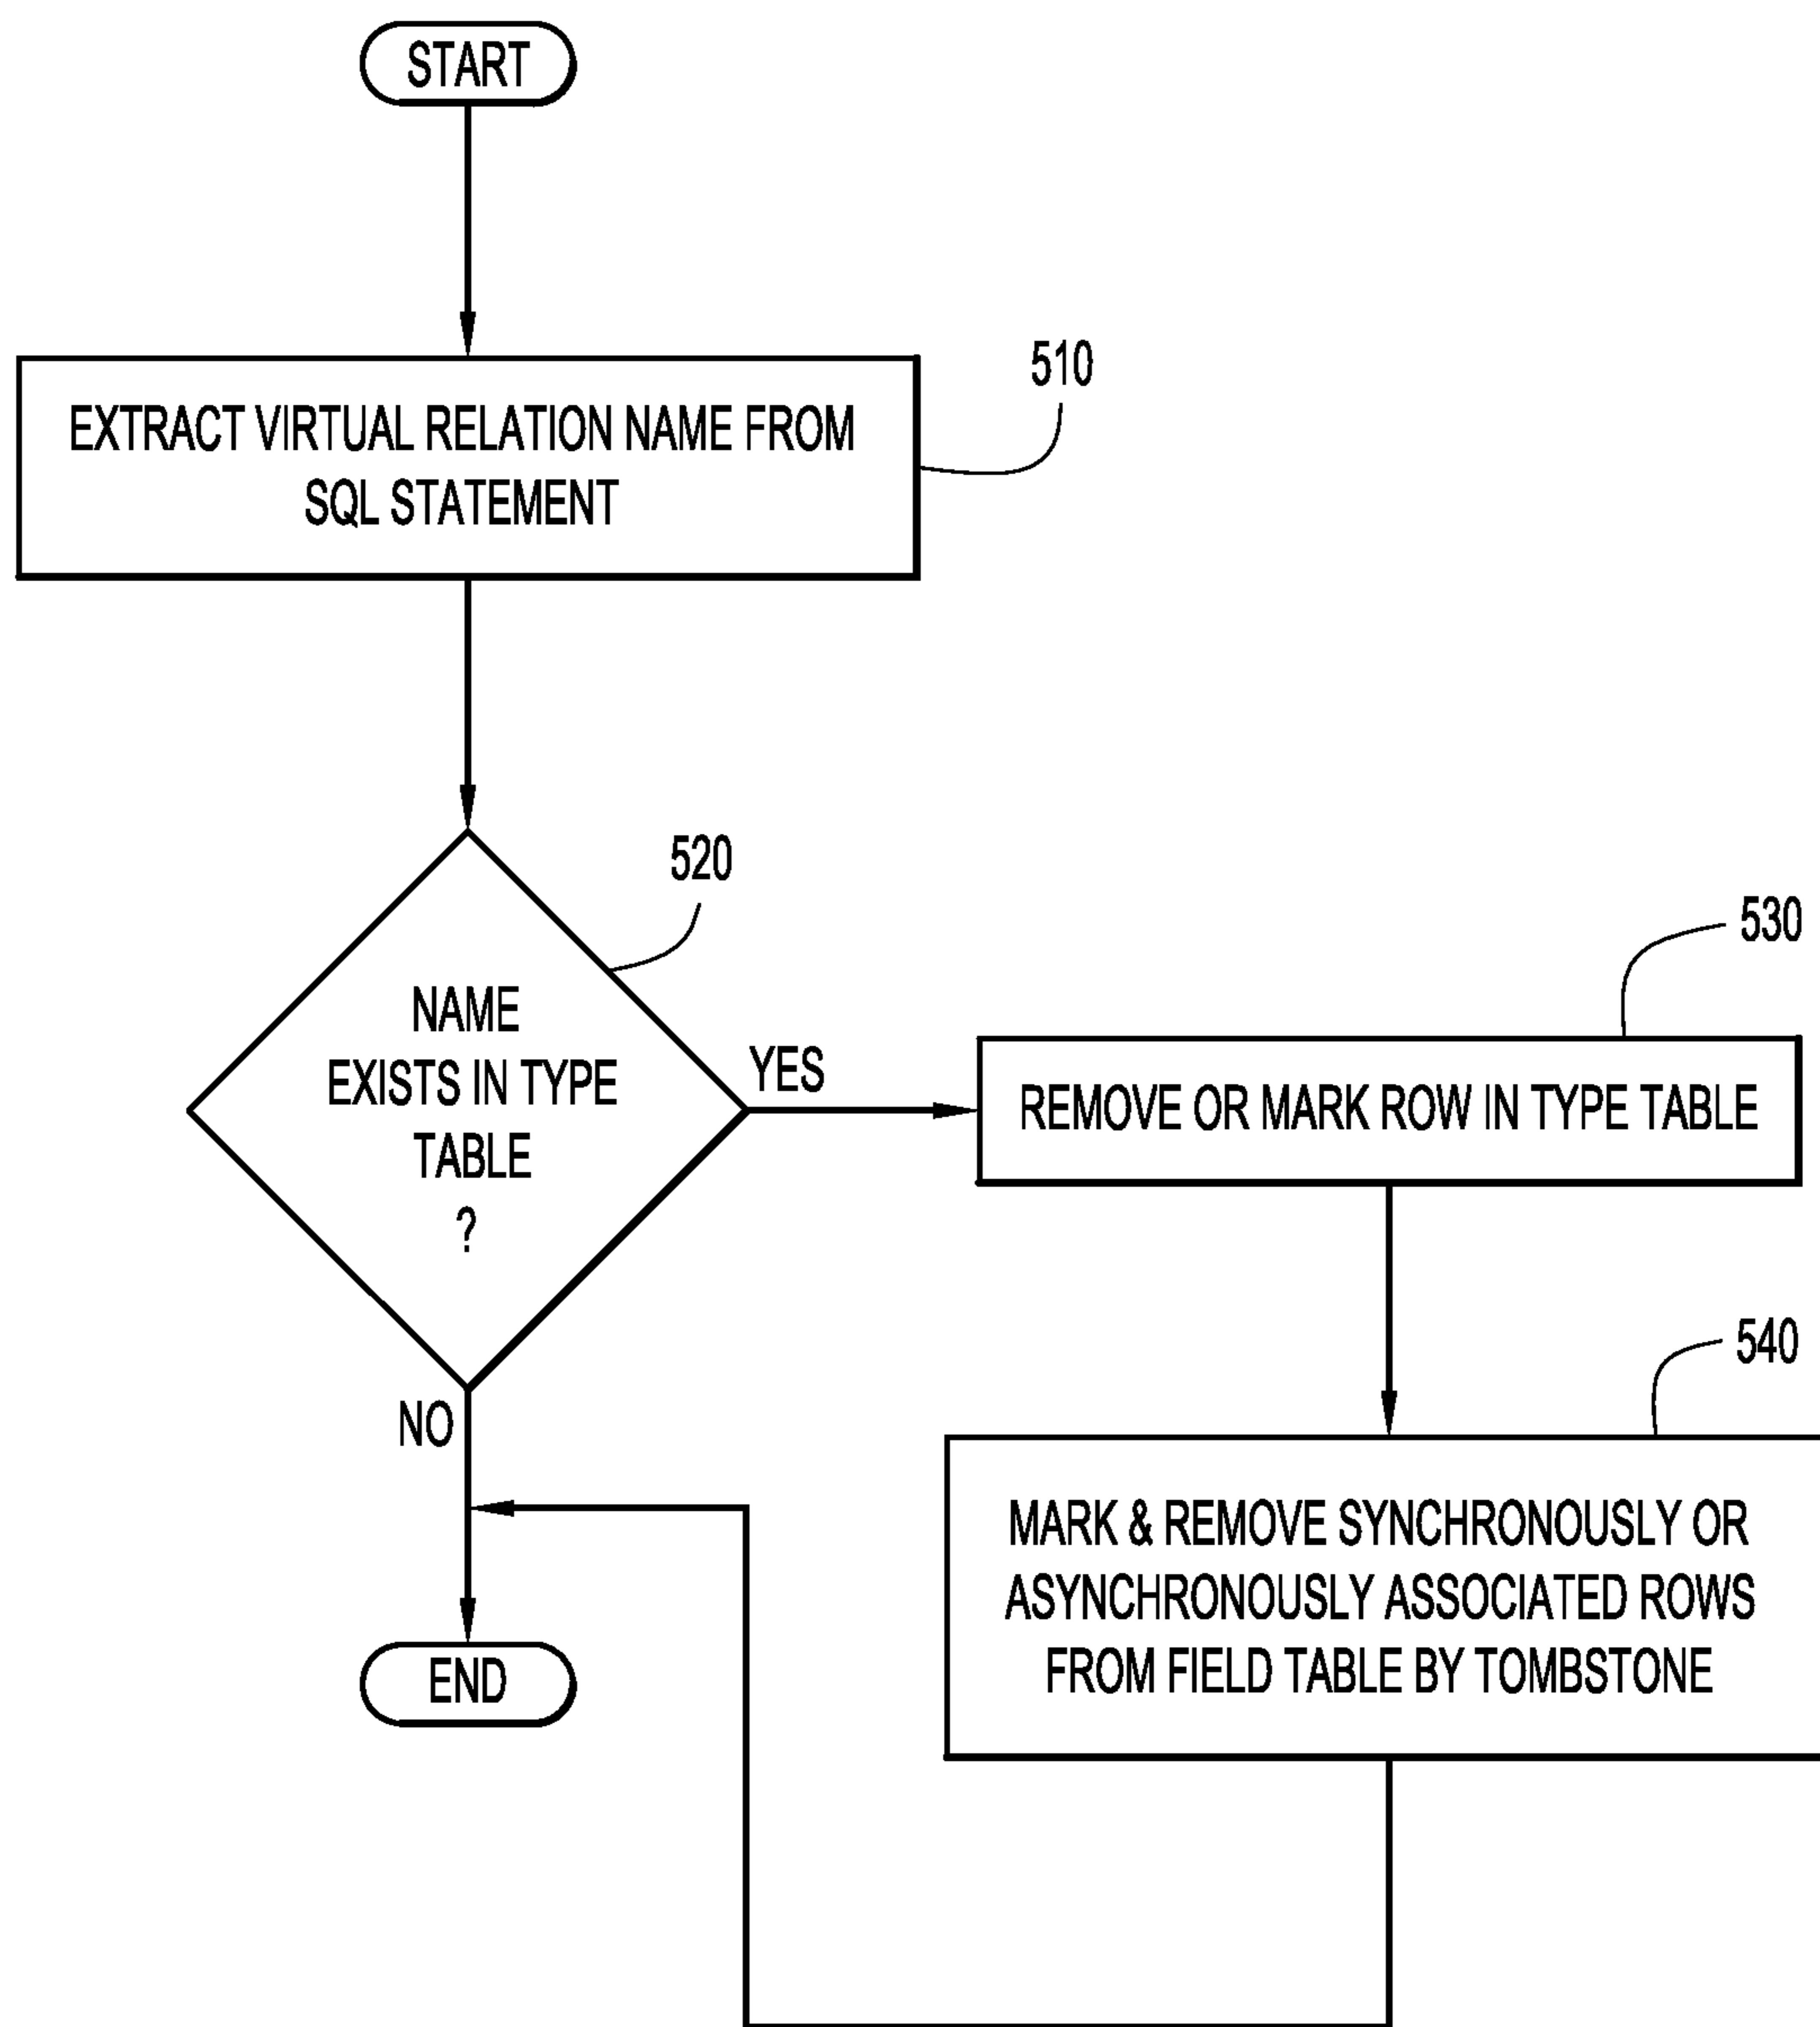 START
EXTRACT VIRTUAL RELATION NAME FROM
SQL STATEMENT
510
NAME
EXISTS IN TYPE
TABLE
?
520
YES
NO
REMOVE OR MARK ROW IN TYPE TABLE
530
MARK & REMOVE SYNCHRONOUSLY OR
ASYNCHRONOUSLY ASSOCIATED ROWS
FROM FIELD TABLE BY TOMBSTONE
540
END